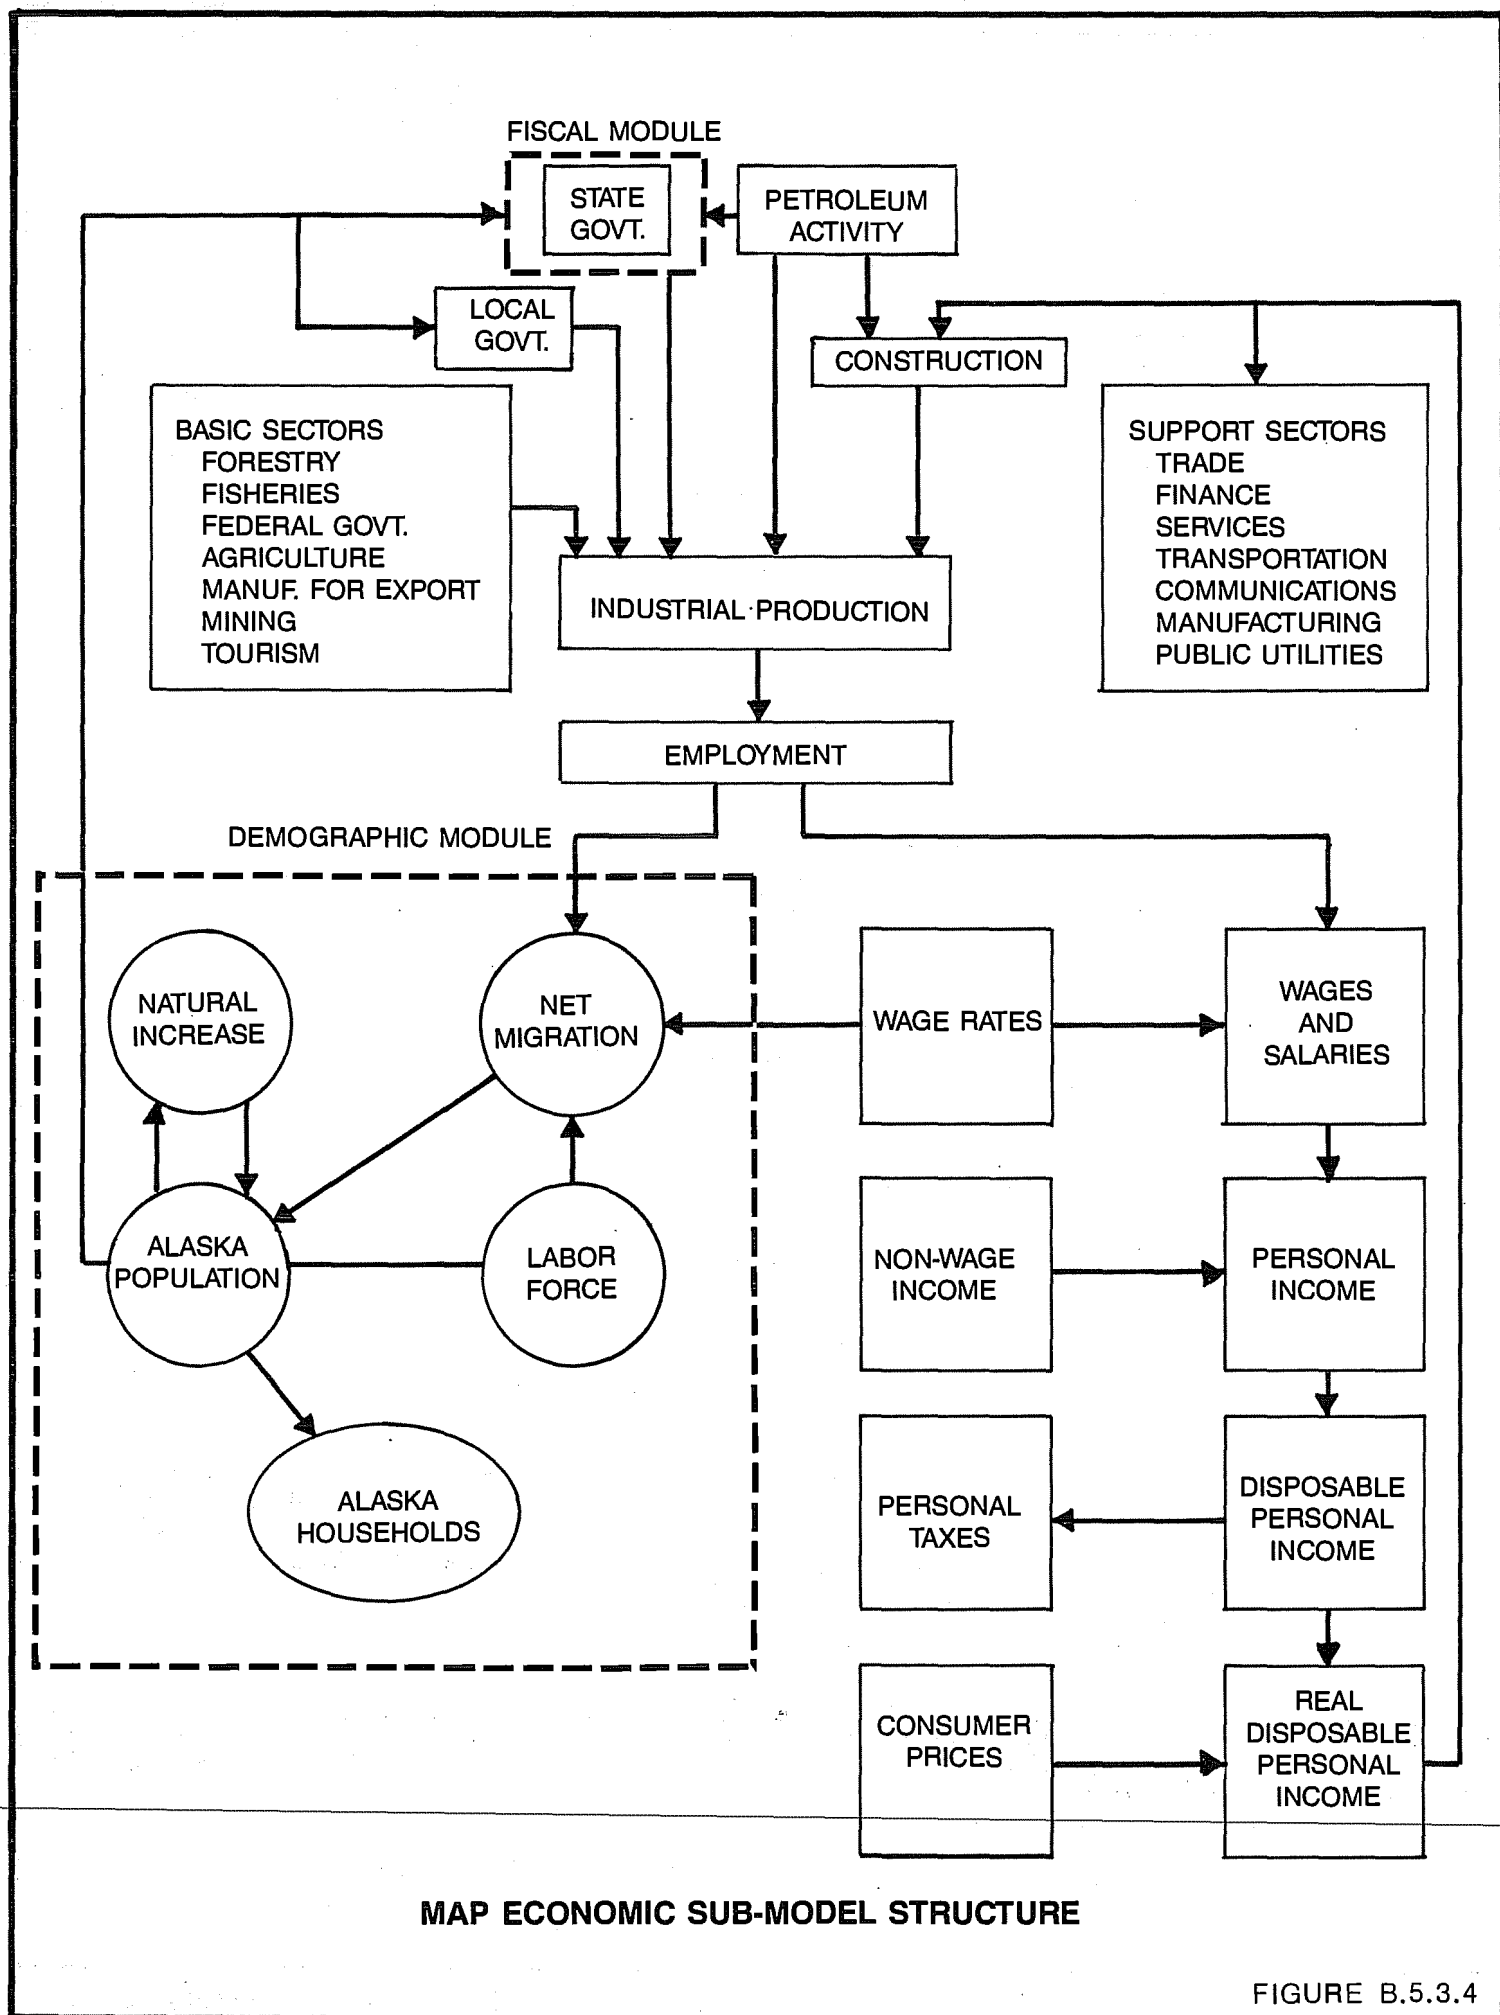 FISCAL MODULE
STATE
GOVT.
PETROLEUM
ACTIVITY
LOCAL
GOVT.
CONSTRUCTION
BASIC SECTORS
FORESTRY
FISHERIES
FEDERAL GOVT.
AGRICULTURE
MANUF. FOR EXPORT
MINING
TOURISM
SUPPORT SECTORS
TRADE
FINANCE
SERVICES
TRANSPORTATION
COMMUNICATIONS
MANUFACTURING
PUBLIC UTILITIES
INDUSTRIAL PRODUCTION
EMPLOYMENT
DEMOGRAPHIC MODULE
NATURAL
INCREASE
NET
MIGRATION
WAGE RATES
WAGES
AND
SALARIES
ALASKA
POPULATION
LABOR
FORCE
NON-WAGE
INCOME
PERSONAL
INCOME
ALASKA
HOUSEHOLDS
PERSONAL
TAXES
DISPOSABLE
PERSONAL
INCOME
CONSUMER
PRICES
REAL
DISPOSABLE
PERSONAL
INCOME
MAP ECONOMIC SUB-MODEL STRUCTURE
FIGURE B.5.3.4